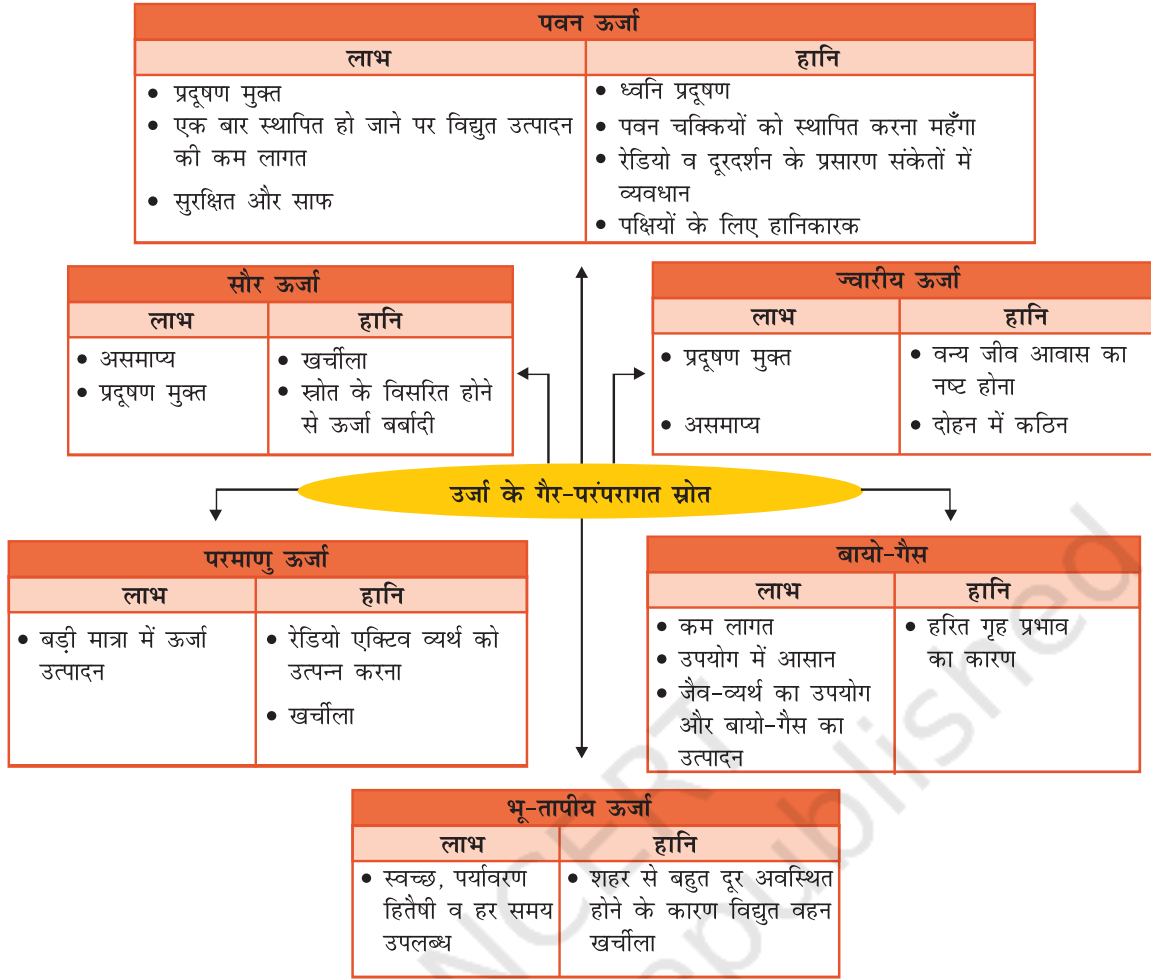 पवन ऊर्जा
लाभ
हानि
• प्रदूषण मुक्त
• एक बार स्थापित हो जाने पर विद्युत उत्पादन
की कम लागत
• सुरक्षित और साफ
• ध्वनि प्रदूषण
• पवन चक्कियों को स्थापित करना महँगा
• रेडियो व दूरदर्शन के प्रसारण संकेतों में
व्यवधान
• पक्षियों के लिए हानिकारक
सौर ऊर्जा
लाभ
हानि
• असमाप्य
• प्रदूषण मुक्त
• खर्चीला
• स्रोत के विसरित होने
से ऊर्जा बर्बादी
ज्वारीय ऊर्जा
लाभ
हानि
• प्रदूषण मुक्त
• असमाप्य
• वन्य जीव आवास का
नष्ट होना
• दोहन में कठिन
उर्जा के गैर-परंपरागत स्रोत
परमाणु ऊर्जा
लाभ
हानि
• बड़ी मात्रा में ऊर्जा
उत्पादन
• रेडियो एक्टिव व्यर्थ को
उत्पन्न करना
• खर्चीला
बायो-गैस
लाभ
हानि
• कम लागत
• उपयोग में आसान
• जैव-व्यर्थ का उपयोग
और बायो-गैस का
उत्पादन
• हरित गृह प्रभाव
का कारण
भू-तापीय ऊर्जा
लाभ
हानि
• स्वच्छ, पर्यावरण
हितैषी व हर समय
उपलब्ध
• शहर से बहुत दूर अवस्थित
होने के कारण विद्युत वहन
खर्चीला
NCERT
republished